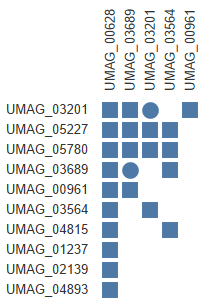 UMAG_00628
UMAG_03689
UMAG_03201
UMAG_03564
UMAG_00961
UMAG_03201
UMAG_05227
UMAG_05780
UMAG_03689
UMAG_00961
UMAG_03564
UMAG_04815
UMAG_01237
UMAG_02139
UMAG_04893